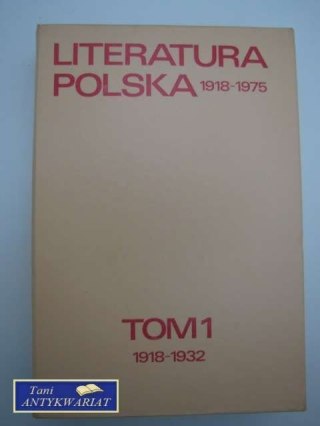 LITERATURA
POLSKA 1918-1975
TOM 1
1918-1932
Tani
ANTYKWARIAT